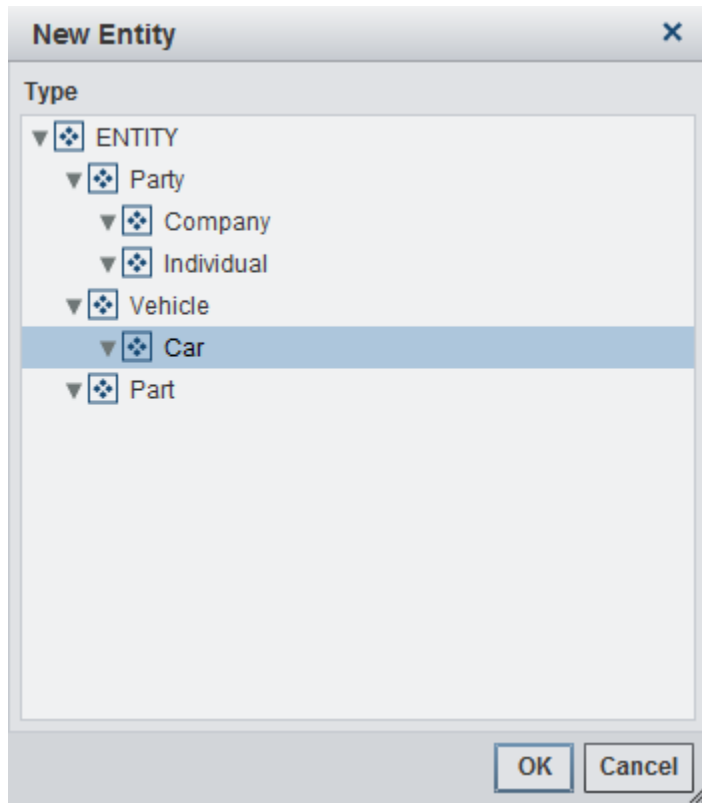 New Entity
Type
ENTITY
Party
Company
Individual
Vehicle
Car
Part
OK Cancel